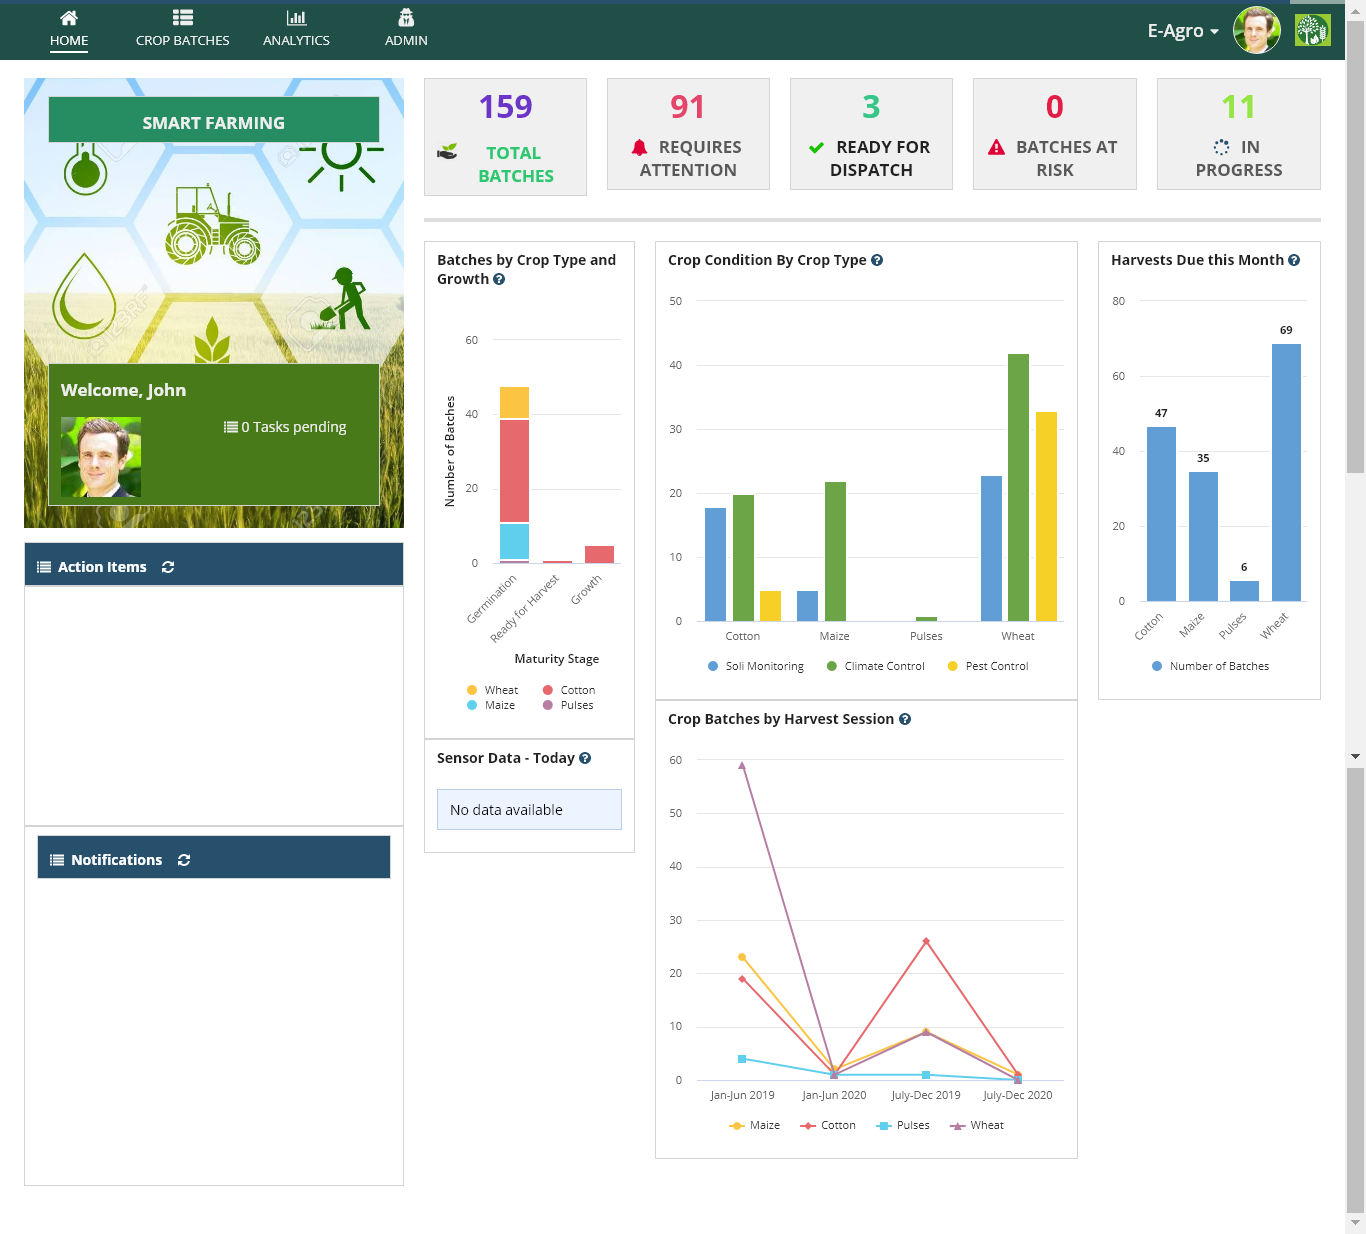 HOME
CROP BATCHES
ANALYTICS
ADMIN
E-Agro
SMART FARMING
Welcome, John
0 Tasks pending
Action Items
Notifications
159
TOTAL
BATCHES
91
REQUIRES
ATTENTION
3
READY FOR
DISPATCH
0
BATCHES AT
RISK
11
IN
PROGRESS
Batches by Crop Type and
Growth
60
40
20
0
Number of Batches
Germination
Ready for Harvest
Growth
Maturity Stage
Wheat
Cotton
Maize
Pulses
Sensor Data - Today
No data available
Crop Condition By Crop Type
50
40
30
20
10
0
Cotton
Maize
Pulses
Wheat
Soli Monitoring
Climate Control
Pest Control
Crop Batches by Harvest Session
60
50
40
30
20
10
0
Jan-Jun 2019
Jan-Jun 2020
July-Dec 2019
July-Dec 2020
Maize
Cotton
Pulses
Wheat
Harvests Due this Month
80
60
40
20
0
47
35
6
69
Cotton
Maize
Pulses
Wheat
Number of Batches